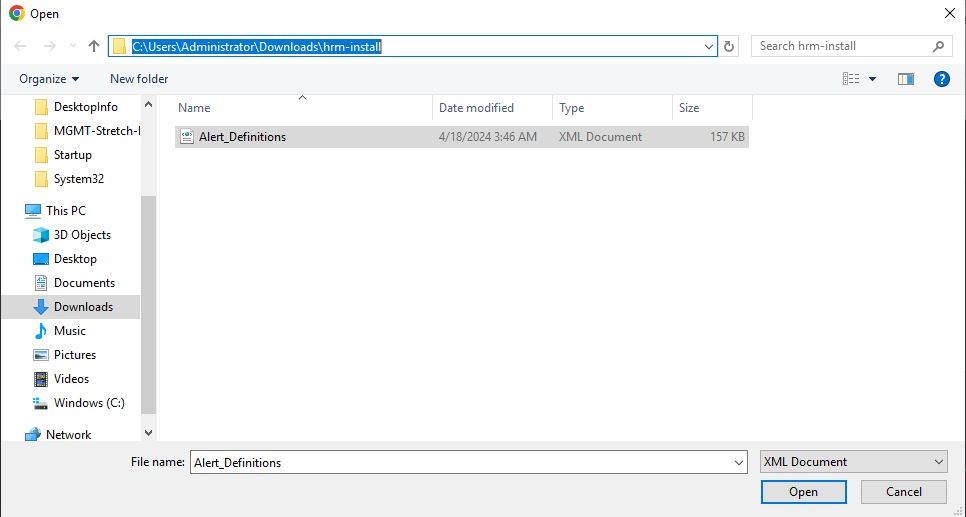 Open
C:\Users\Administrator\Downloads\hrm-install
Search hrm-install
Organize
New folder
?
DesktopInfo
MGMT-Stretch-
Startup
System32
This PC
3D Objects
Desktop
Documents
Downloads
Music
Pictures
Videos
Windows (C:)
Network
Name Date modified Type Size
Alert_Definitions 4/18/2024 3:46 AM XML Document 157 KB
File name: Alert_Definitions XML Document
Open Cancel